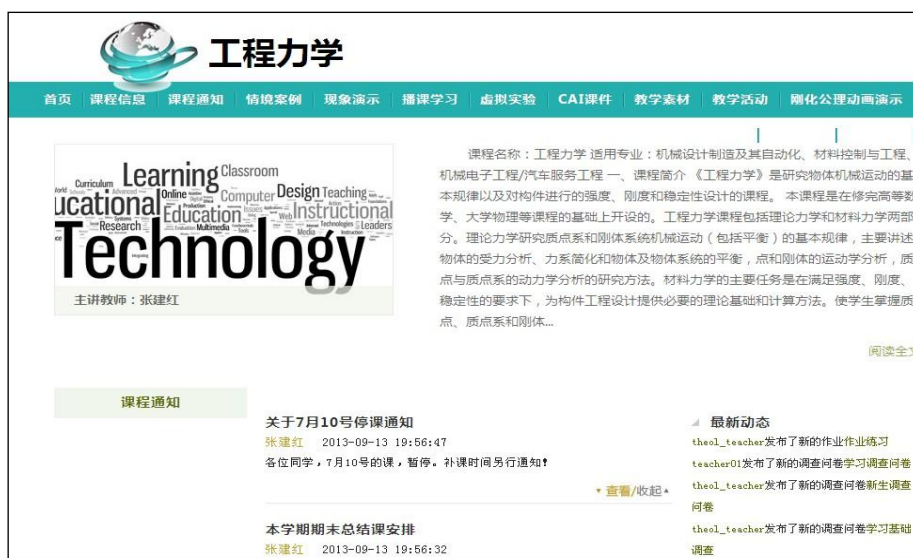 工程力学
首页 课程信息 课程通知 情境案例 现象演示 播课学习 虚拟实验 CAI课件 教学素材 教学活动 刚化公理动画演示
Curriculum Learning Classroom
ucational Online Computer Design Teaching
Research Education Web Instructional
Multimedia Media Technologies Leaders
Technology
主讲教师：张建红
课程名称：工程力学 适用专业：机械设计制造及其自动化、材料控制与工程、
机械电子工程/汽车服务工程 一、课程简介 《工程力学》是研究物体机械运动的基
本规律以及对构件进行的强度、刚度和稳定性设计的课程。 本课程是在修完高等数
学、大学物理等课程的基础上开设的。工程力学课程包括理论力学和材料力学两部
分。理论力学研究质点系和刚体系统机械运动（包括平衡）的基本规律，主要讲述
物体的受力分析、力系简化和物体及物体系统的平衡，点和刚体的运动学分析，质
点与质点系的动力学分析的研究方法。材料力学的主要任务是在满足强度、刚度、
稳定性的要求下，为构件工程设计提供必要的理论基础和计算方法。使学生掌握质
点、质点系和刚体...
阅读全文
课程通知
关于7月10号停课通知
张建红 2013-09-13 19:56:47
各位同学，7月10号的课，暂停。补课时间另行通知！
查看/收起
本学期期末总结课安排
张建红 2013-09-13 19:56:32
最新动态
theol_teacher发布了新的作业作业练习
teacher01发布了新的调查问卷学习调查问卷
theol_teacher发布了新的调查问卷新生调查
问卷
theol_teacher发布了新的调查问卷学习基础
调查